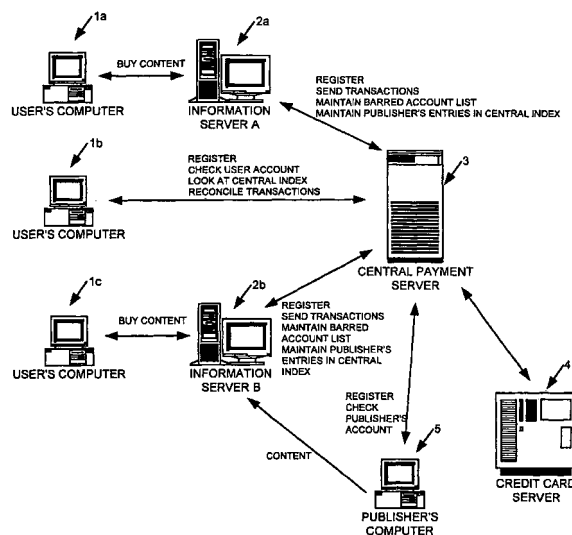 1a
2a
BUY CONTENT
USER'S COMPUTER
INFORMATION
SERVER A
REGISTER
SEND TRANSACTIONS
MAINTAIN BARRED ACCOUNT LIST
MAINTAIN PUBLISHER'S ENTRIES IN CENTRAL INDEX
1b
REGISTER
CHECK USER ACCOUNT
LOOK AT CENTRAL INDEX
RECONCILE TRANSACTIONS
3
USER'S COMPUTER
CENTRAL PAYMENT
SERVER
1c
2b
BUY CONTENT
USER'S COMPUTER
INFORMATION
SERVER B
REGISTER
SEND TRANSACTIONS
MAINTAIN BARRED
ACCOUNT LIST
MAINTAIN PUBLISHER'S
ENTRIES IN CENTRAL
INDEX
REGISTER
CHECK
PUBLISHER'S
ACCOUNT
4
CONTENT
5
CREDIT CARD
SERVER
PUBLISHER'S
COMPUTER